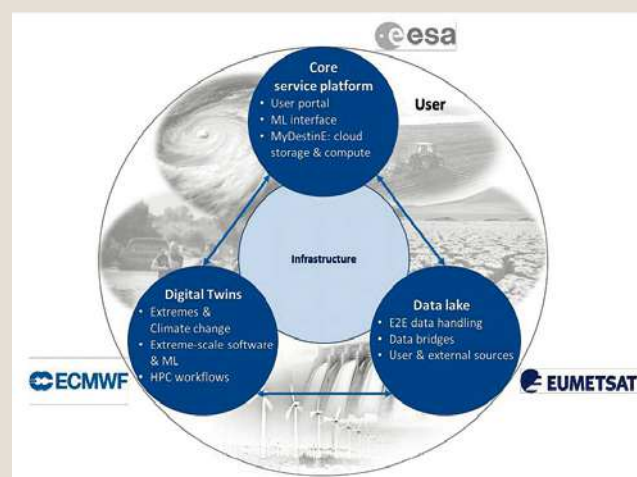 esa
Core
service platform
• User portal
• ML interface
• MyDestinE: cloud
storage & compute
User
Infrastructure
Digital Twins
• Extremes &
Climate change
• Extreme-scale software
& ML
• HPC workflows
Data lake
• E2E data handling
• Data bridges
• User & external sources
ECMWF
EUMETSAT